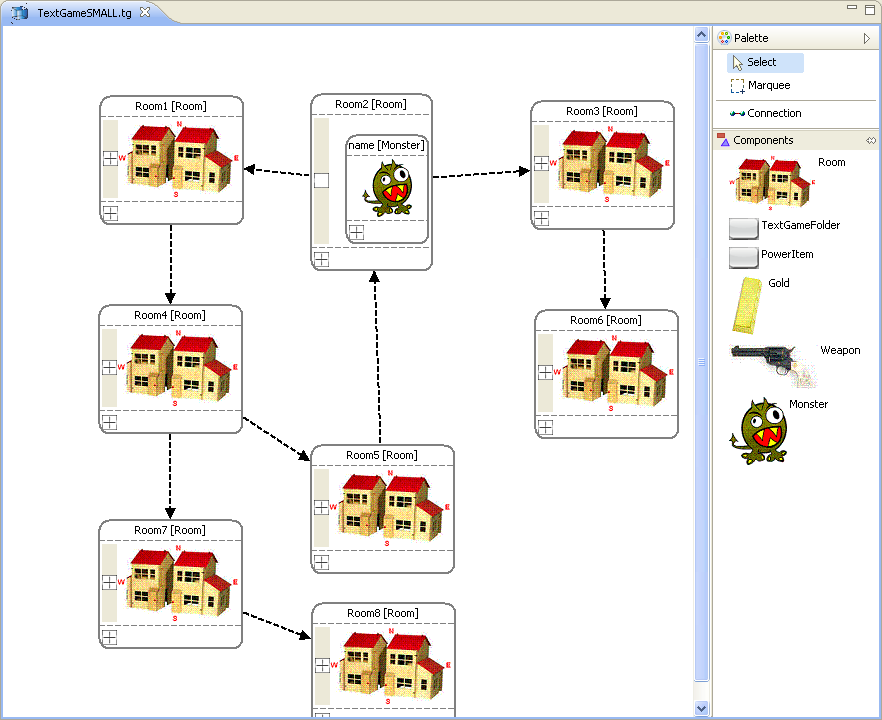 TextGameSMALL.tg
Palette
Select
Marquee
Connection
Components
Room
TextGameFolder
PowerItem
Gold
Weapon
Monster
Room1 [Room]
N
W
E
S
Room2 [Room]
name [Monster]
Room3 [Room]
N
W
E
S
Room4 [Room]
N
W
E
S
Room6 [Room]
N
W
E
S
Room5 [Room]
N
W
E
S
Room7 [Room]
N
W
E
S
Room8 [Room]
N
W
E
S
N
W
E
S